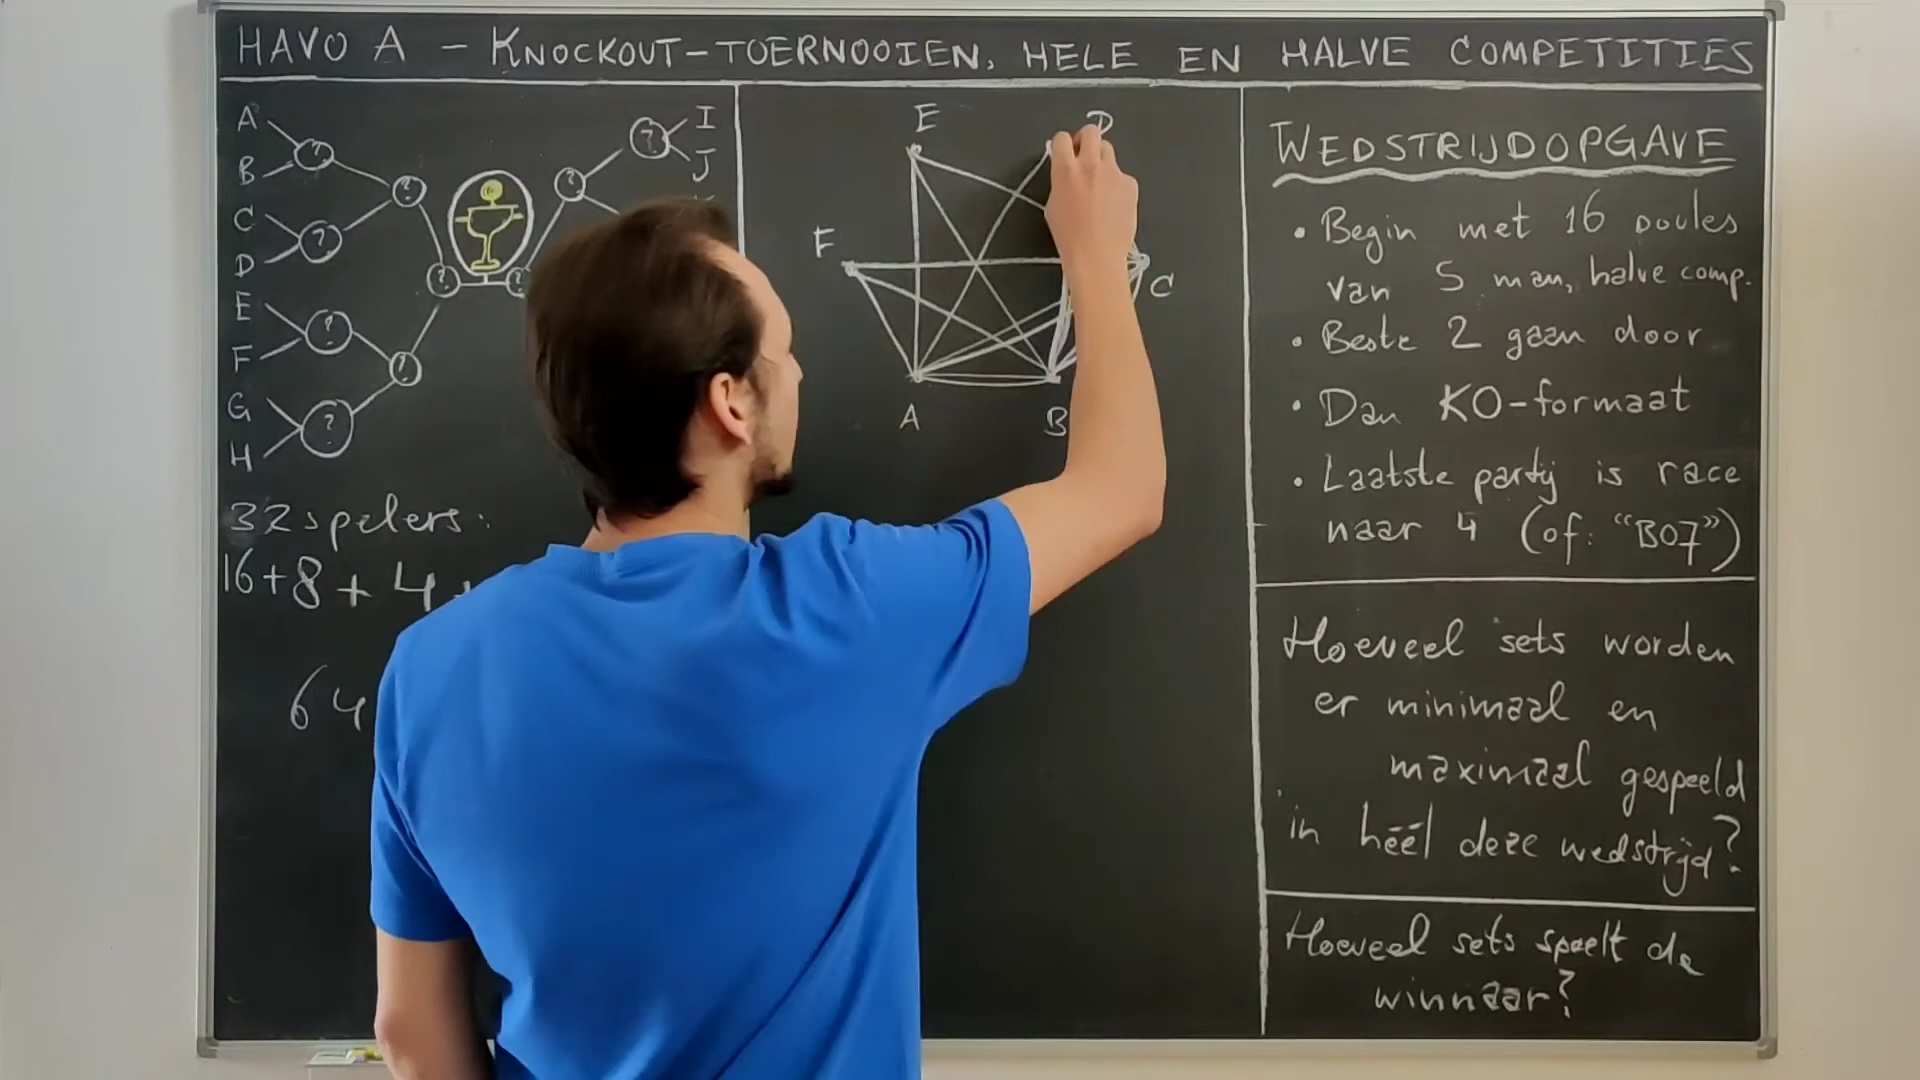 HAVO A - KNOCKOUT-TOERNOOIEN, HELE EN HALVE COMPETITIES
A
B
C
D
E
F
G
H
?
?
?
?
?
?
?
?
?
?
I
J
32 spelers:
16+8+4+
64
E
D
F
C
A
B
WEDSTRIJDOPGAVE
• Begin met 16 poules
van 5 man, halve comp.
• Beste 2 gaan door
• Dan KO-formaat
• Laatste partij is race
naar 4 (of: "BO7")
Hoeveel sets worden
er minimaal en
maximaal gespeeld
in héél deze wedstrijd?
Hoeveel sets speelt de
winnaar?